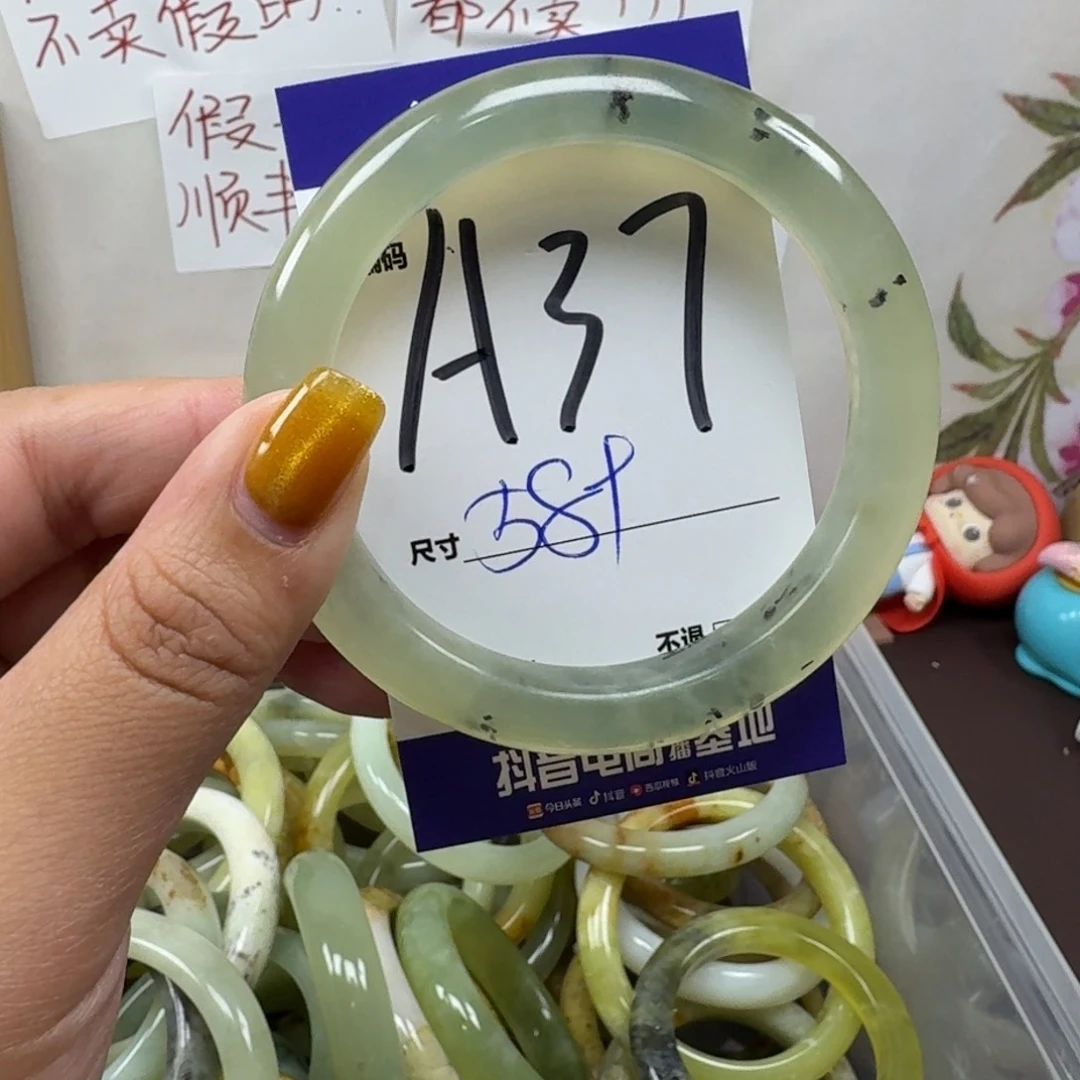 不卖假的!!
都不卖
假
顺丰
编码
A37
尺寸 58+
不退
抖音电商直播基地
今日头条 抖音 西瓜视频 抖音火山版